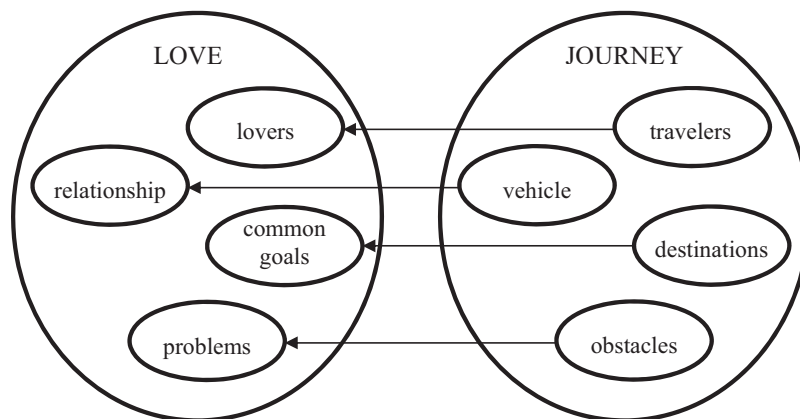 LOVE
JOURNEY
lovers
travelers
relationship
vehicle
common
goals
destinations
problems
obstacles